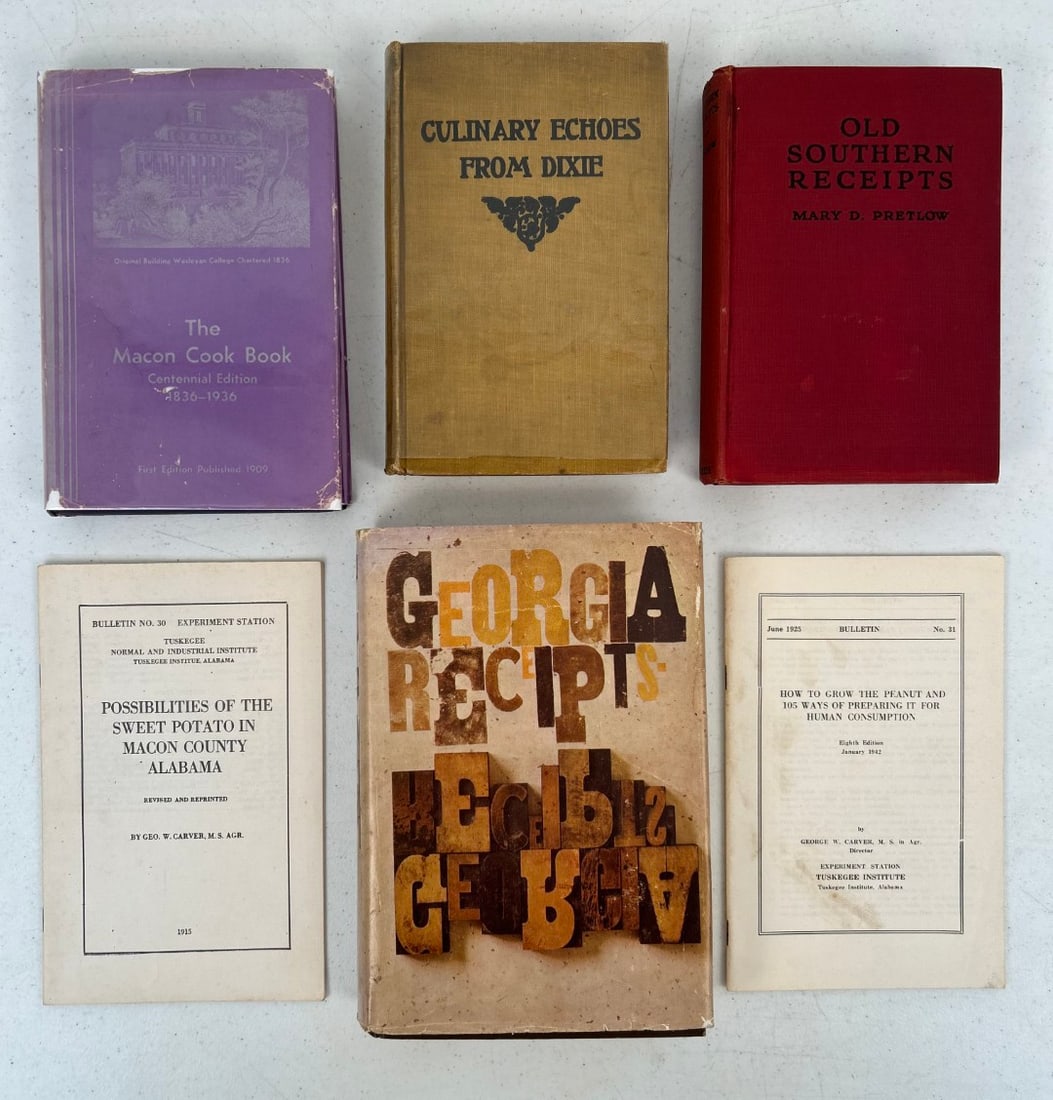 Original Building Wesleyan College Chartered 1836
The
Macon Cook Book
Centennial Edition
1836–1936
First Edition Published 1909
CULINARY ECHOES
FROM DIXIE
OLD
SOUTHERN
RECEIPTS
MARY D. PRETLOW
BULLETIN NO. 30 EXPERIMENT STATION
TUSKEGEE
NORMAL AND INDUSTRIAL INSTITUTE
TUSKEGEE INSTITUE, ALABAMA
POSSIBILITIES OF THE
SWEET POTATO IN
MACON COUNTY
ALABAMA
REVISED AND REPRINTED
BY GEO. W. CARVER, M. S. AGR.
1915
GEORGIA
RECEIPTS
RECEIPTS
GEORGIA
June 1925 BULLETIN No. 31
HOW TO GROW THE PEANUT AND
105 WAYS OF PREPARING IT FOR
HUMAN CONSUMPTION
Eighth Edition
January 1942
by
GEORGE W. CARVER, M. S. in Agr.
Director
EXPERIMENT STATION
TUSKEGEE INSTITUTE
Tuskegee Institute, Alabama